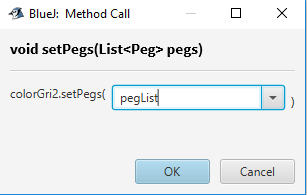 BlueJ: Method Call
void setPegs(List<Peg> pegs)
colorGri2.setPegs( pegList )
OK Cancel